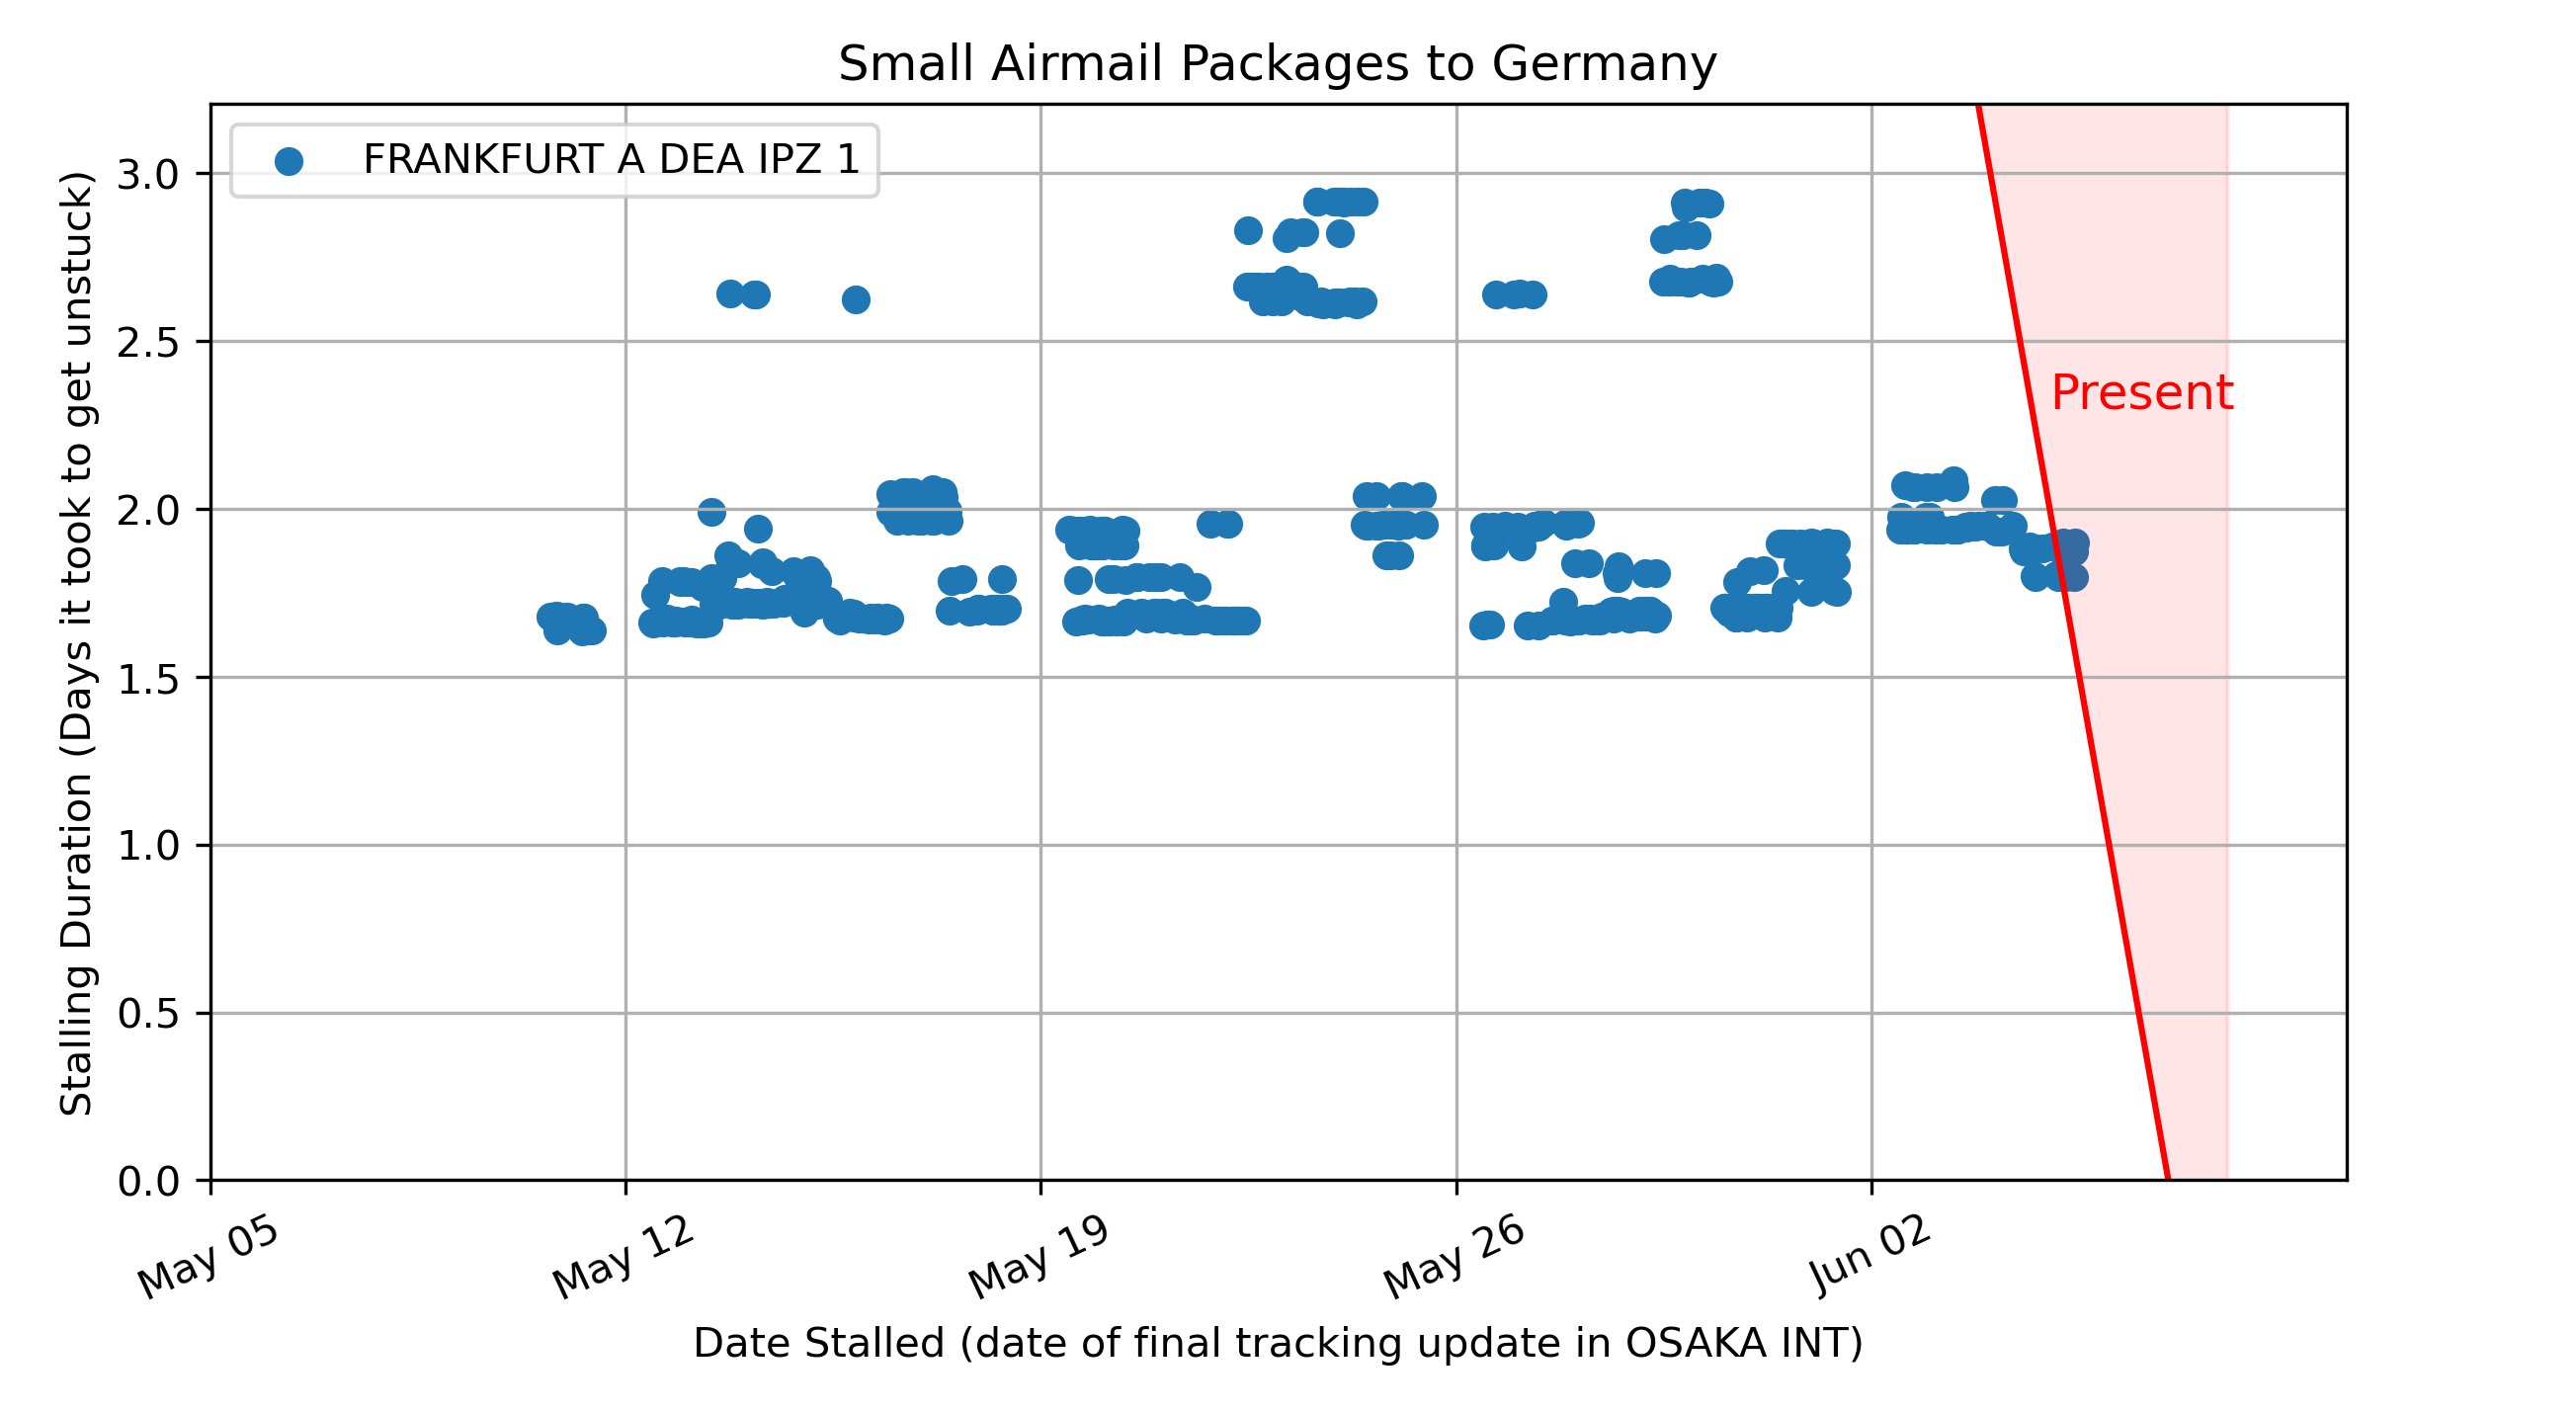 Small Airmail Packages to Germany
FRANKFURT A DEA IPZ 1
Stalling Duration (Days it took to get unstuck)
3.0
2.5
2.0
1.5
1.0
0.5
0.0
Present
May 05
May 12
May 19
May 26
Jun 02
Date Stalled (date of final tracking update in OSAKA INT)